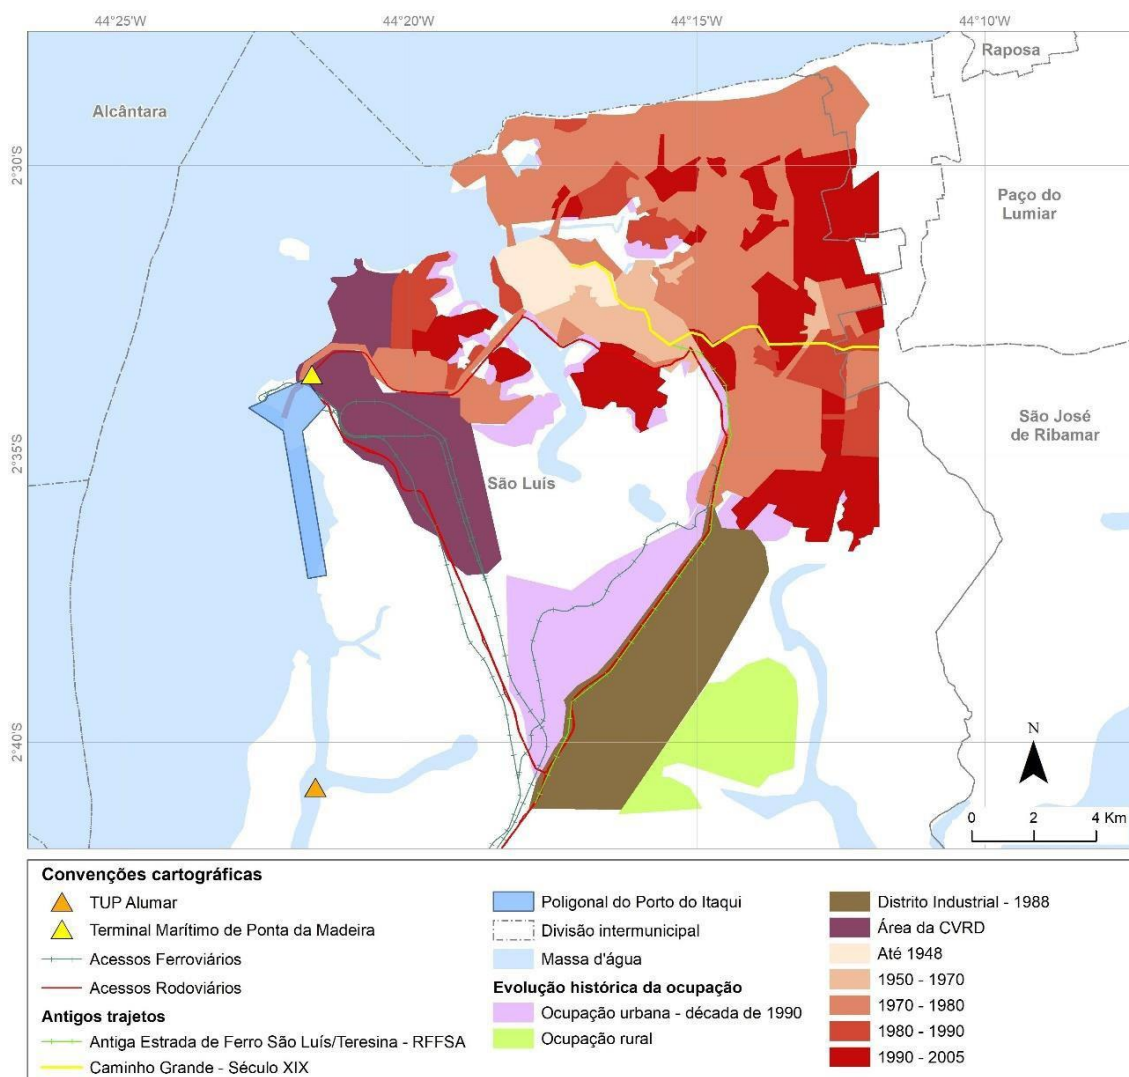 44°25'W
44°20'W
44°15'W
44°10'W
Raposa
Alcântara
2°30'S
Paço do
Lumiar
São José
de Ribamar
2°35'S
São Luís
2°40'S
N
0 2 4 Km
Convenções cartográficas
TUP Alumar
Terminal Marítimo de Ponta da Madeira
Acessos Ferroviários
Acessos Rodoviários
Antigos trajetos
Antiga Estrada de Ferro São Luís/Teresina - RFFSA
Caminho Grande - Século XIX
Poligonal do Porto do Itaqui
Divisão intermunicipal
Massa d'água
Evolução histórica da ocupação
Ocupação urbana - década de 1990
Ocupação rural
Distrito Industrial - 1988
Área da CVRD
Até 1948
1950 - 1970
1970 - 1980
1980 - 1990
1990 - 2005